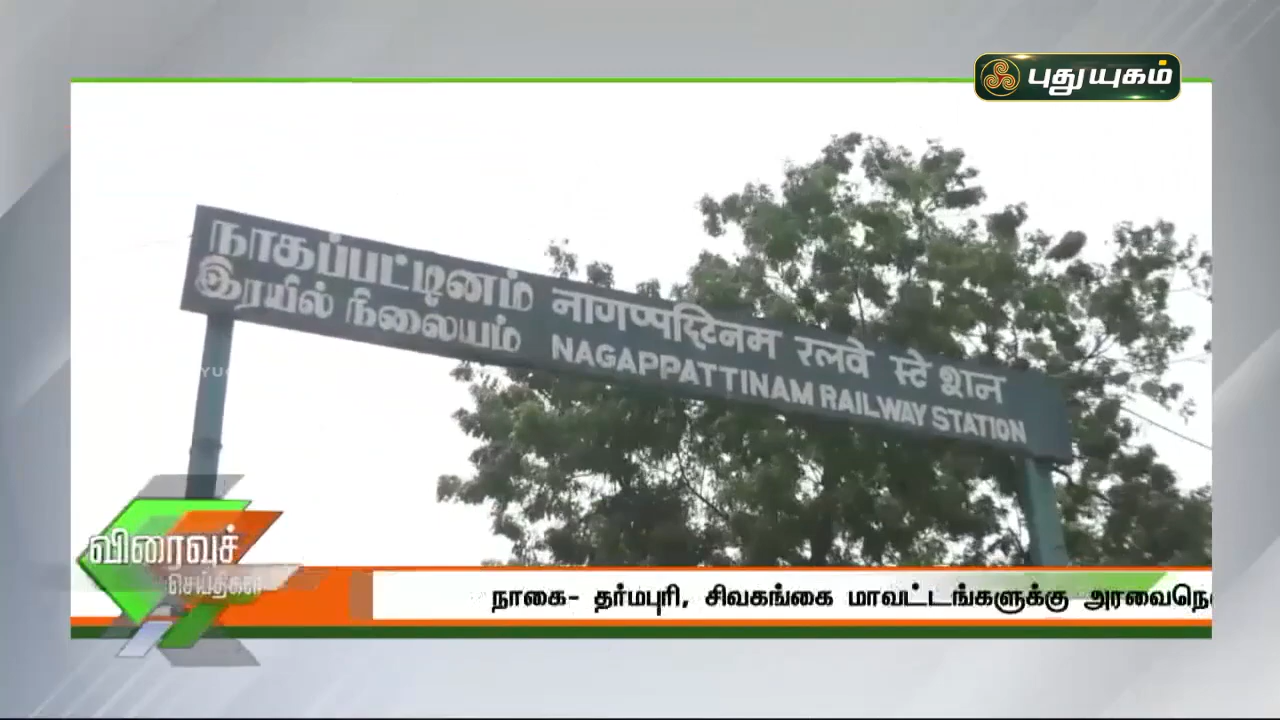 புதுயுகம்
நாகப்பட்டினம்
இரயில் நிலையம்
नागप्पट्टिनम रलवे स्टेशन
NAGAPPATTINAM RAILWAY STATION
விரைவுச்
செய்திகள்
நாகை- தர்மபுரி, சிவகங்கை மாவட்டங்களுக்கு